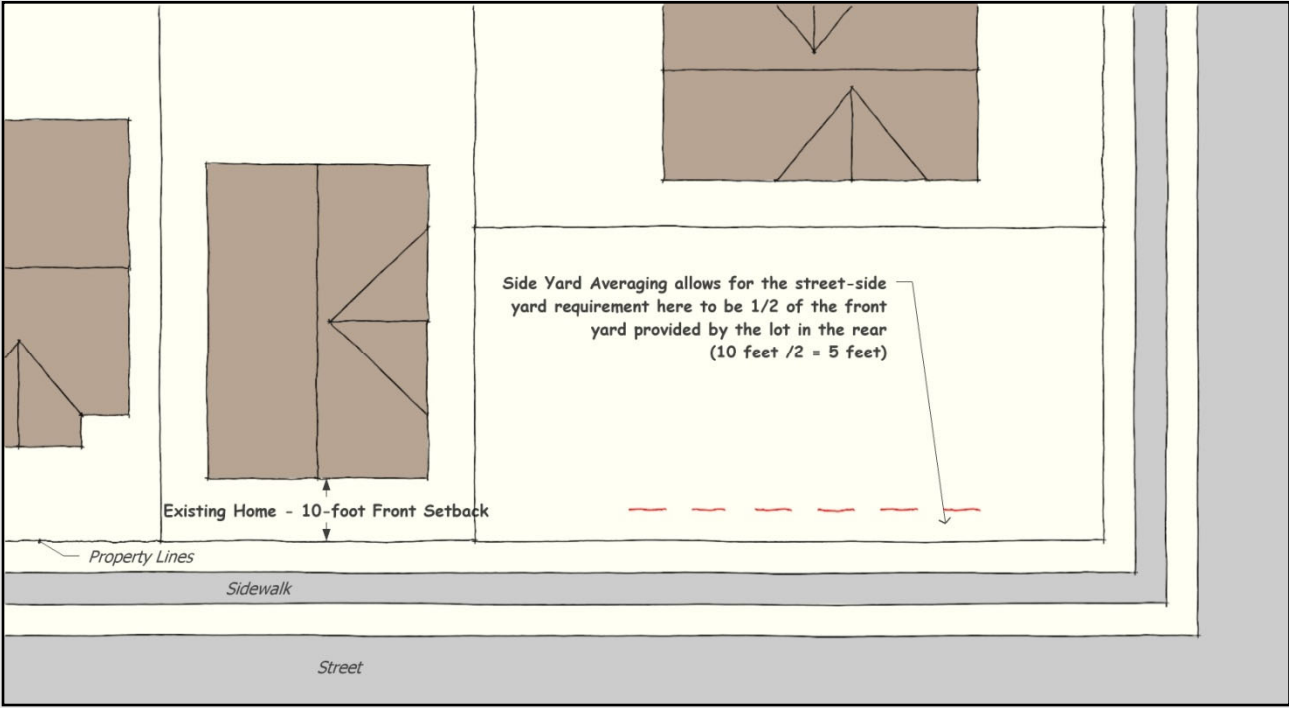 Side Yard Averaging allows for the street-side
yard requirement here to be 1/2 of the front
yard provided by the lot in the rear
(10 feet /2 = 5 feet)
Existing Home - 10-foot Front Setback
Property Lines
Sidewalk
Street